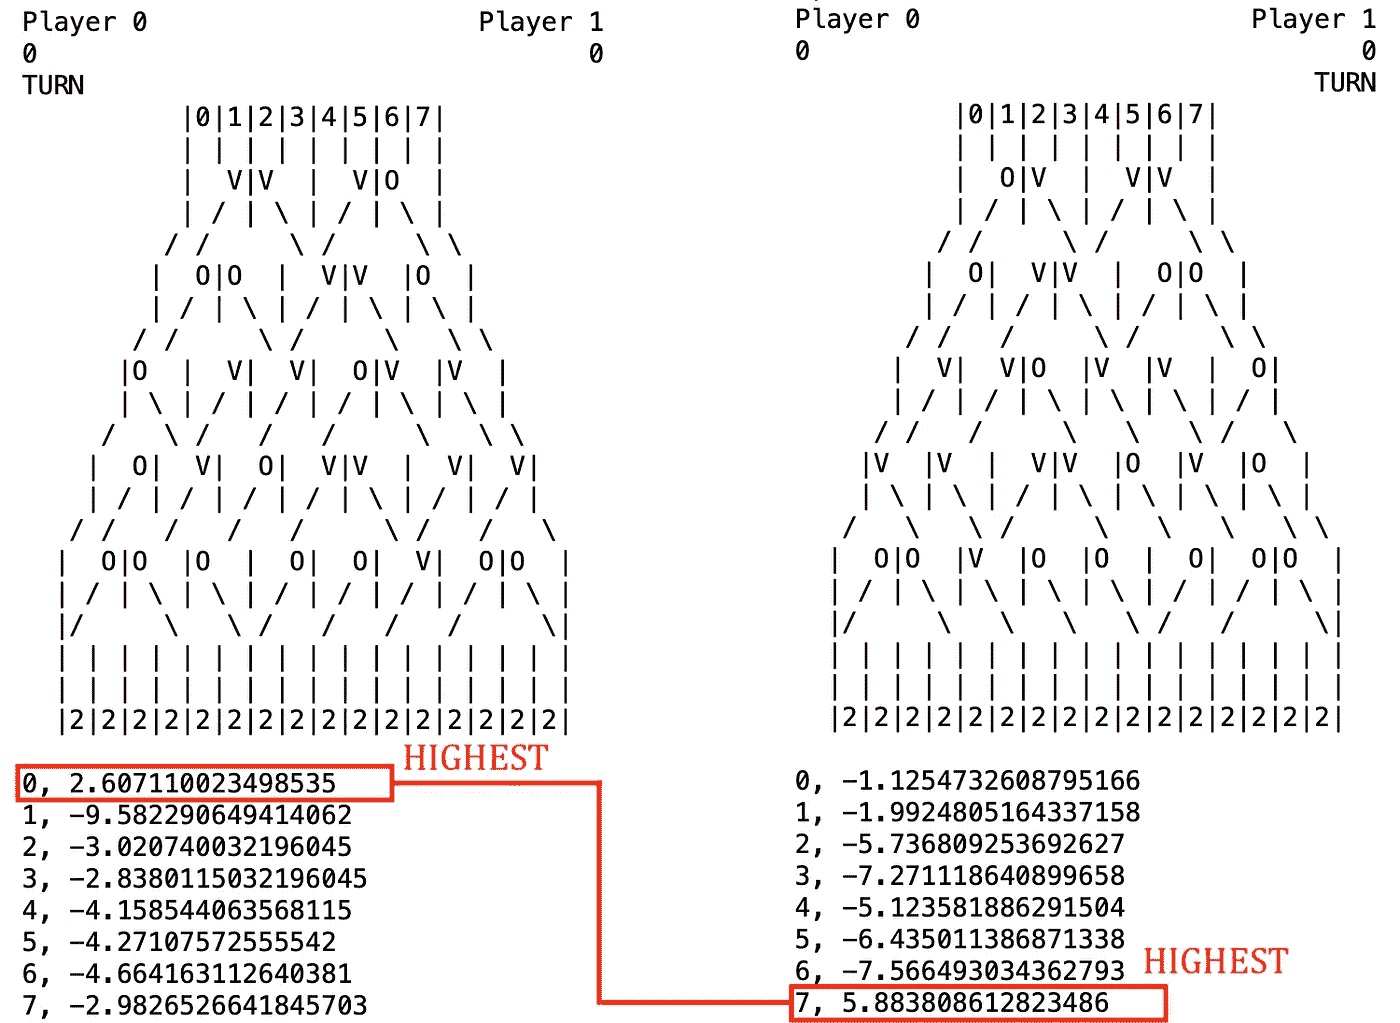 Player 0 Player 1
0 0
TURN
|0|1|2|3|4|5|6|7|
| | | | | | | | |
|  V|V  |  V|O  |
| / | \ | / | \ |
/ /     \ /     \ \
|  O|O  |  V|V  |O  |
| / | \ | / | \ | \ |
/ /     \ /     \   \ \
|O  |  V|  V|  O|V  |V  |
| \ | / | / | / | \ | \ |
/   \ /   /   /     \   \ \
|  O|  V|  O|  V|V  |  V|  V|
| / | / | / | / | \ | / | / |
/ /   /   /   /     \ /   /   \
|  O|O  |O  |  O|  O|  V|  O|O  |
| / | \ | \ | / | / | / | / | \ |
|/     \   \ /   /   /   /     \|
| | | | | | | | | | | | | | | | |
| | | | | | | | | | | | | | | | |
|2|2|2|2|2|2|2|2|2|2|2|2|2|2|2|2|
HIGHEST
0, 2.607110023498535
1, -9.582290649414062
2, -3.020740032196045
3, -2.8380115032196045
4, -4.158544063568115
5, -4.27107572555542
6, -4.664163112640381
7, -2.9826526641845703
Player 0 Player 1
0 0
TURN
|0|1|2|3|4|5|6|7|
| | | | | | | | |
|  O|V  |  V|V  |
| / | \ | / | \ |
/ /     \ /     \ \
|  O|  V|V  |  O|O  |
| / | / | \ | / | \ |
/ /   /     \ /     \ \
|  V|  V|O  |V  |V  |  O|
| / | / | \ | \ | \ | / |
/ /   /     \   \   \ /   \
|V  |V  |  V|V  |O  |V  |O  |
| \ | \ | / | \ | \ | \ | \ |
/   \   \ /     \   \   \   \ \
|  O|O  |V  |O  |O  |  O|  O|O  |
| / | \ | \ | \ | \ | / | / | \ |
|/     \   \   \   \ /   /     \|
| | | | | | | | | | | | | | | | |
| | | | | | | | | | | | | | | | |
|2|2|2|2|2|2|2|2|2|2|2|2|2|2|2|2|
0, -1.1254732608795166
1, -1.9924805164337158
2, -5.736809253692627
3, -7.271118640899658
4, -5.123581886291504
5, -6.435011386871338
6, -7.566493034362793
HIGHEST
7, 5.883808612823486